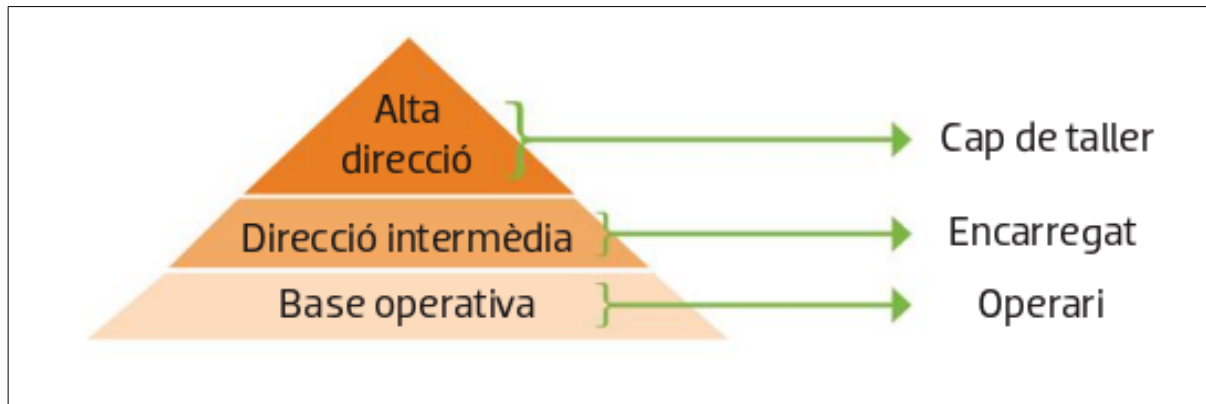 Alta
direcció
Cap de taller
Direcció intermèdia
Encarregat
Base operativa
Operari